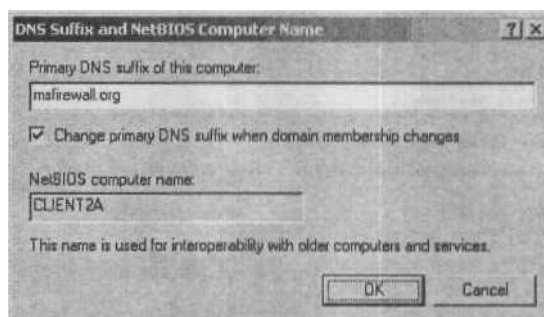 DNS Suffix and NetBIOS Computer Name
Primary DNS suffix of this computer:
msfirewall.org
Change primary DNS suffix when domain membership changes
NetBIOS computer name:
CLIENT2A
This name is used for interoperability with older computers and services.
OK Cancel